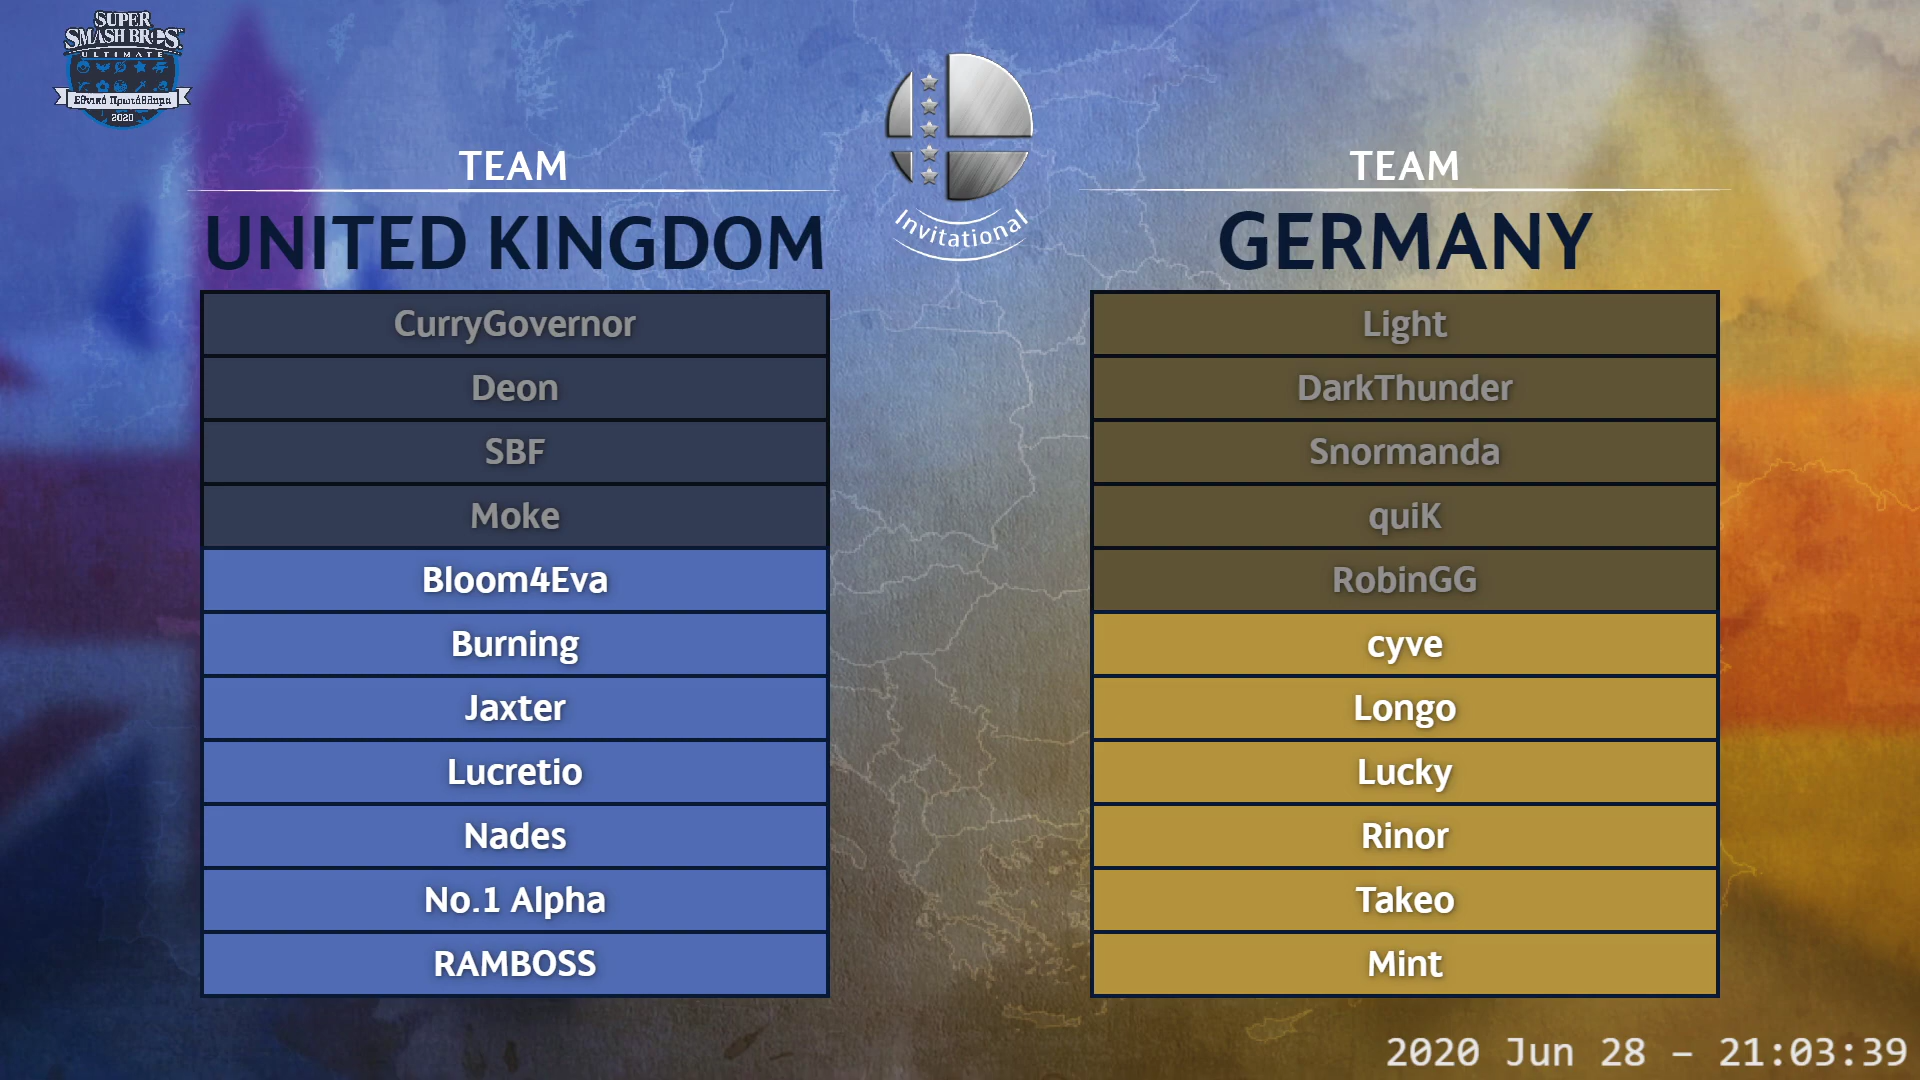 SUPER
SMASH BROS.
ULTIMATE
Εθνικό Πρωτάθλημα
2020
Invitational
TEAM
UNITED KINGDOM
CurryGovernor
Deon
SBF
Moke
Bloom4Eva
Burning
Jaxter
Lucretio
Nades
No.1 Alpha
RAMBOSS
TEAM
GERMANY
Light
DarkThunder
Snormanda
quiK
RobinGG
cyve
Longo
Lucky
Rinor
Takeo
Mint
2020 Jun 28 – 21:03:39